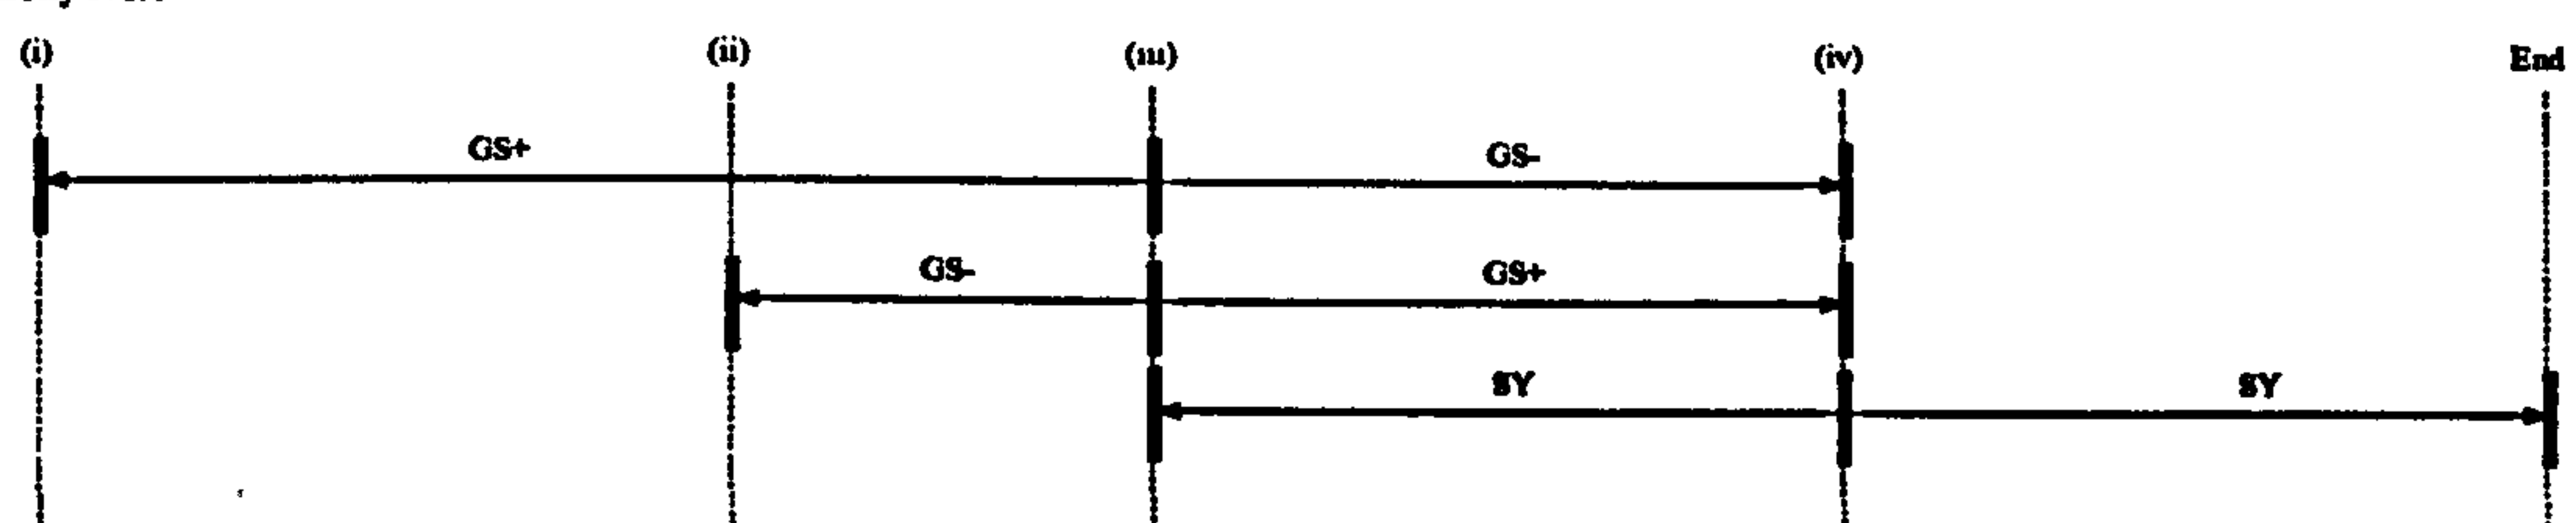 (i) (ii) (iii) (iv) End
GS+ GS-
GS- GS+
SY SY